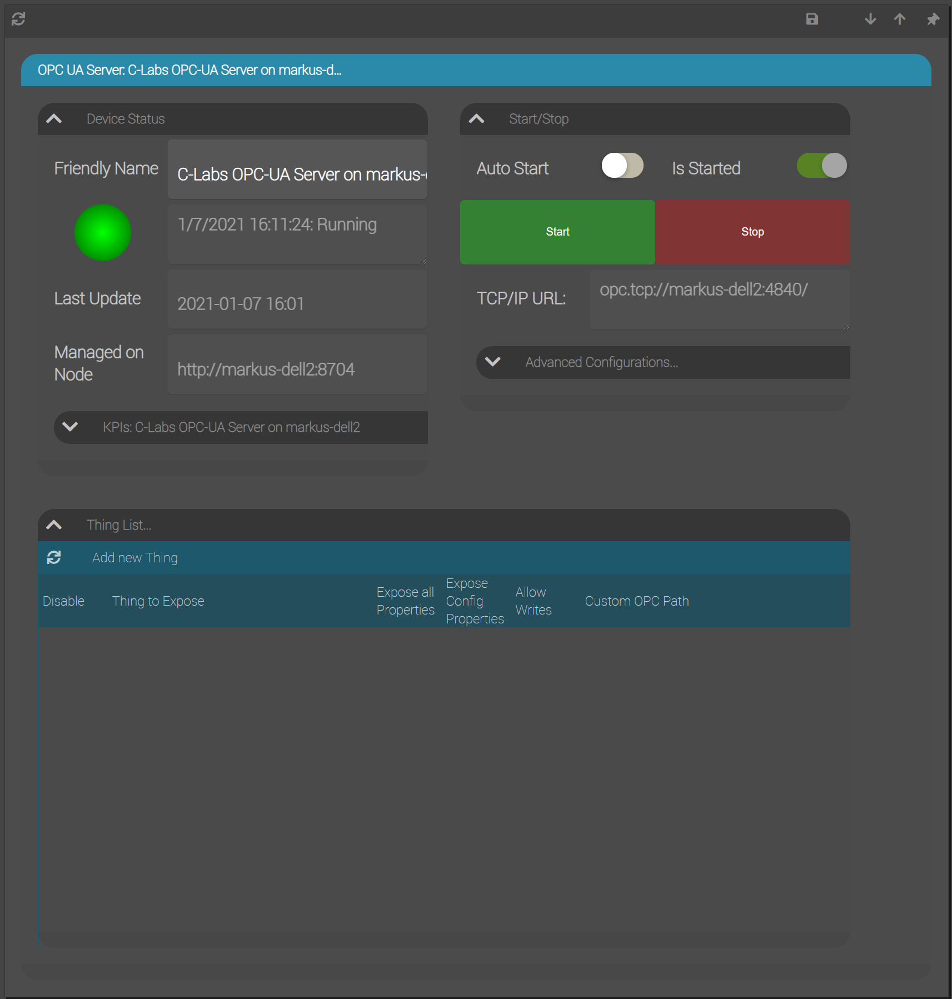 OPC UA Server: C-Labs OPC-UA Server on markus-d...
Device Status
Friendly Name
C-Labs OPC-UA Server on markus-
1/7/2021 16:11:24: Running
Last Update
2021-01-07 16:01
Managed on
Node
http://markus-dell2:8704
KPIs: C-Labs OPC-UA Server on markus-dell2
Start/Stop
Auto Start
Is Started
Start
Stop
TCP/IP URL:
opc.tcp://markus-dell2:4840/
Advanced Configurations...
Thing List...
Add new Thing
Disable
Thing to Expose
Expose all
Properties
Expose
Config
Properties
Allow
Writes
Custom OPC Path